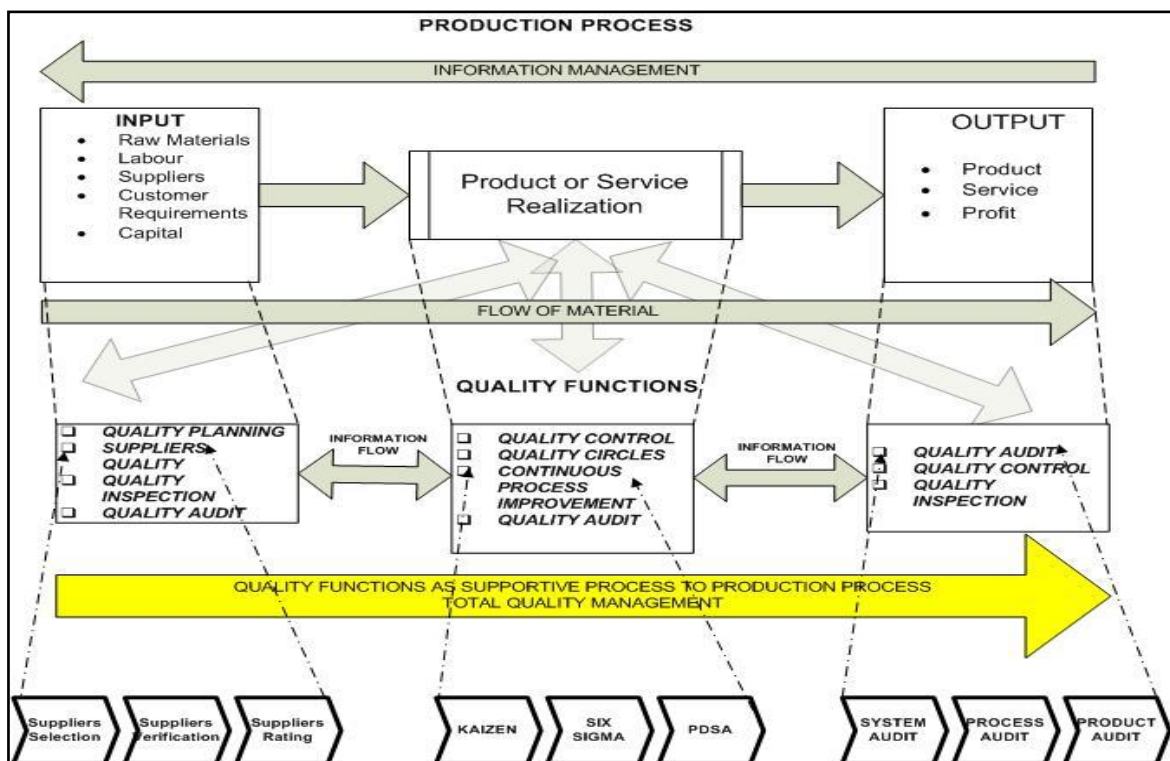 PRODUCTION PROCESS
INFORMATION MANAGEMENT
INPUT
Raw Materials
Labour
Suppliers
Customer
Requirements
Capital
Product or Service
Realization
OUTPUT
Product
Service
Profit
FLOW OF MATERIAL
QUALITY FUNCTIONS
QUALITY PLANNING
SUPPLIERS
QUALITY
QUALITY
INSPECTION
QUALITY AUDIT
INFORMATION
FLOW
QUALITY CONTROL
QUALITY CIRCLES
CONTINUOUS
PROCESS
IMPROVEMENT
QUALITY AUDIT
INFORMATION
FLOW
QUALITY AUDIT
QUALITY CONTROL
QUALITY
INSPECTION
QUALITY FUNCTIONS AS SUPPORTIVE PROCESS TO PRODUCTION PROCESS
TOTAL QUALITY MANAGEMENT
Suppliers
Selection
Suppliers
Verification
Suppliers
Rating
KAIZEN
SIX
SIGMA
PDSA
SYSTEM
AUDIT
PROCESS
AUDIT
PRODUCT
AUDIT